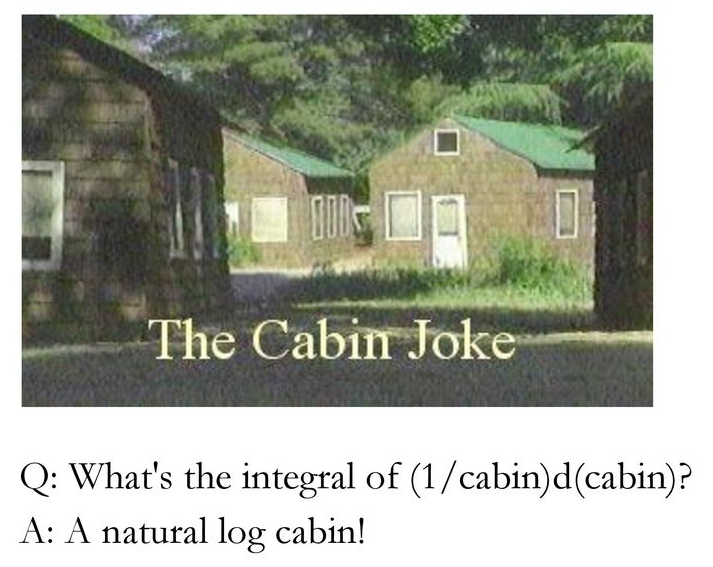 The Cabin Joke
Q: What's the integral of (1/cabin)d(cabin)?
A: A natural log cabin!